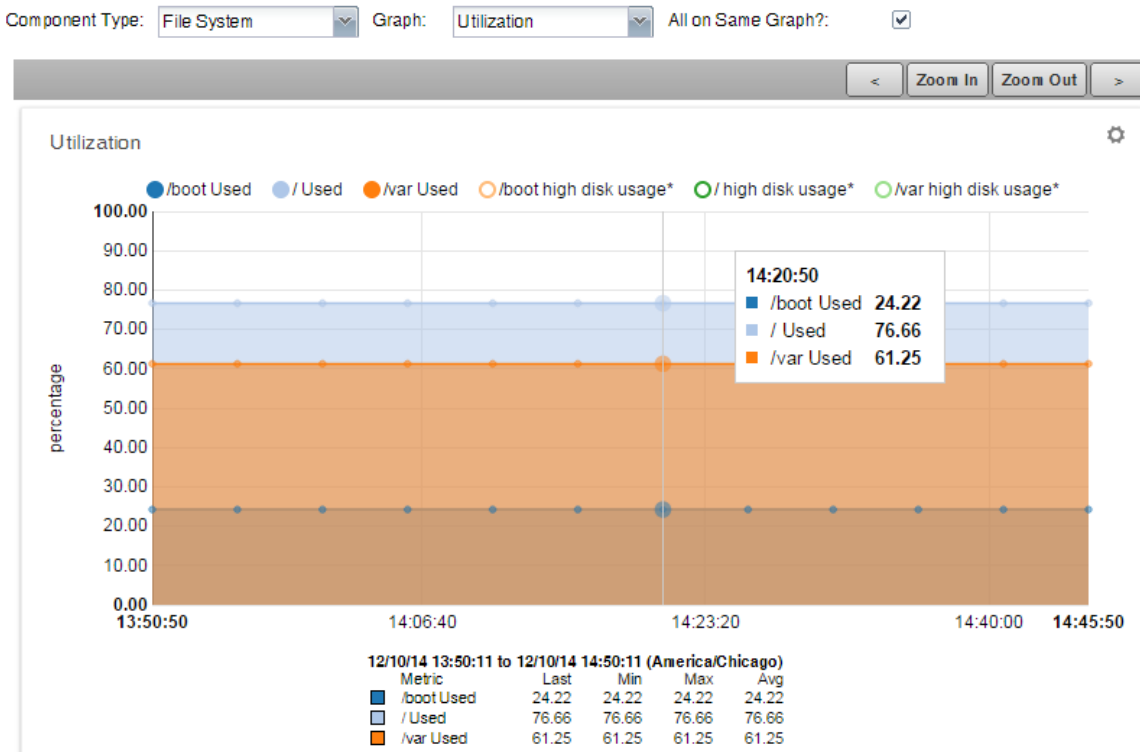 Component Type: File System Graph: Utilization All on Same Graph?:
< Zoom In Zoom Out >
Utilization
/boot Used / Used /var Used /boot high disk usage* / high disk usage* /var high disk usage*
100.00
90.00
80.00
70.00
60.00
50.00
40.00
30.00
20.00
10.00
0.00
percentage
14:20:50
/boot Used 24.22
/ Used 76.66
/var Used 61.25
13:50:50 14:06:40 14:23:20 14:40:00 14:45:50
12/10/14 13:50:11 to 12/10/14 14:50:11 (America/Chicago)
Metric Last Min Max Avg
/boot Used 24.22 24.22 24.22 24.22
/ Used 76.66 76.66 76.66 76.66
/var Used 61.25 61.25 61.25 61.25